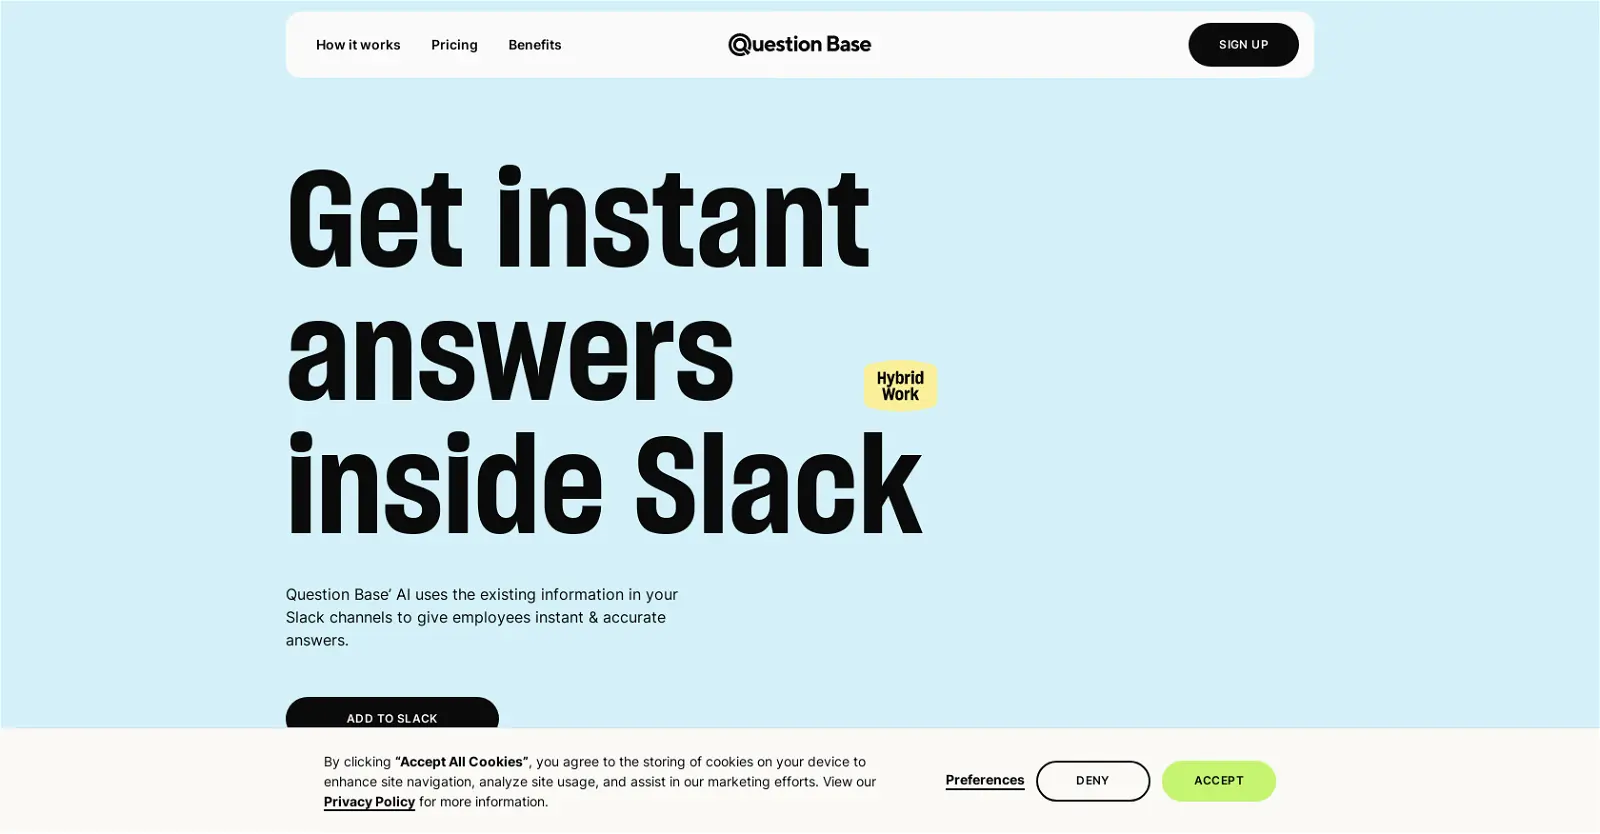 How it works
Pricing
Benefits
Question Base
SIGN UP
Get instant
answers
inside Slack
Hybrid
Work
Question Base’ AI uses the existing information in your
Slack channels to give employees instant & accurate
answers.
ADD TO SLACK
By clicking “Accept All Cookies”, you agree to the storing of cookies on your device to
enhance site navigation, analyze site usage, and assist in our marketing efforts. View our
Privacy Policy for more information.
Preferences
DENY
ACCEPT